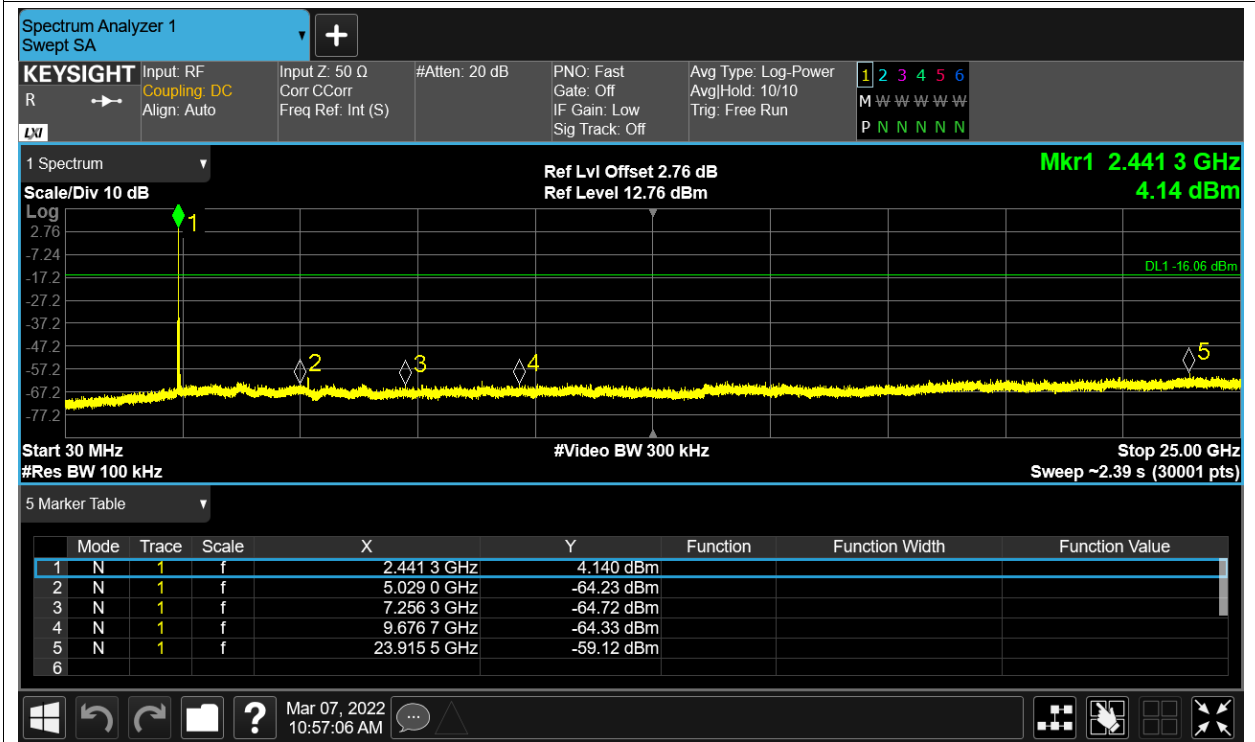 Spectrum Analyzer 1
Swept SA
+
KEYSIGHT
R
LXI
Input: RF
Coupling: DC
Align: Auto
Input Z: 50 Ω
Corr CCorr
Freq Ref: Int (S)
#Atten: 20 dB
PNO: Fast
Gate: Off
IF Gain: Low
Sig Track: Off
Avg Type: Log-Power
Avg|Hold: 10/10
Trig: Free Run
1 2 3 4 5 6
M W W W W W
P N N N N N
1 Spectrum
Scale/Div 10 dB
Ref Lvl Offset 2.76 dB
Ref Level 12.76 dBm
Mkr1 2.441 3 GHz
4.14 dBm
Log
2.76
-7.24
-17.2
-27.2
-37.2
-47.2
-57.2
-67.2
-77.2
1
DL1 -16.06 dBm
2
3
4
5
Start 30 MHz
#Video BW 300 kHz
Stop 25.00 GHz
#Res BW 100 kHz
Sweep ~2.39 s (30001 pts)
5 Marker Table
Mode Trace Scale X Y Function Function Width Function Value
1 N 1 f 2.441 3 GHz 4.140 dBm
2 N 1 f 5.029 0 GHz -64.23 dBm
3 N 1 f 7.256 3 GHz -64.72 dBm
4 N 1 f 9.676 7 GHz -64.33 dBm
5 N 1 f 23.915 5 GHz -59.12 dBm
6
?
Mar 07, 2022
10:57:06 AM